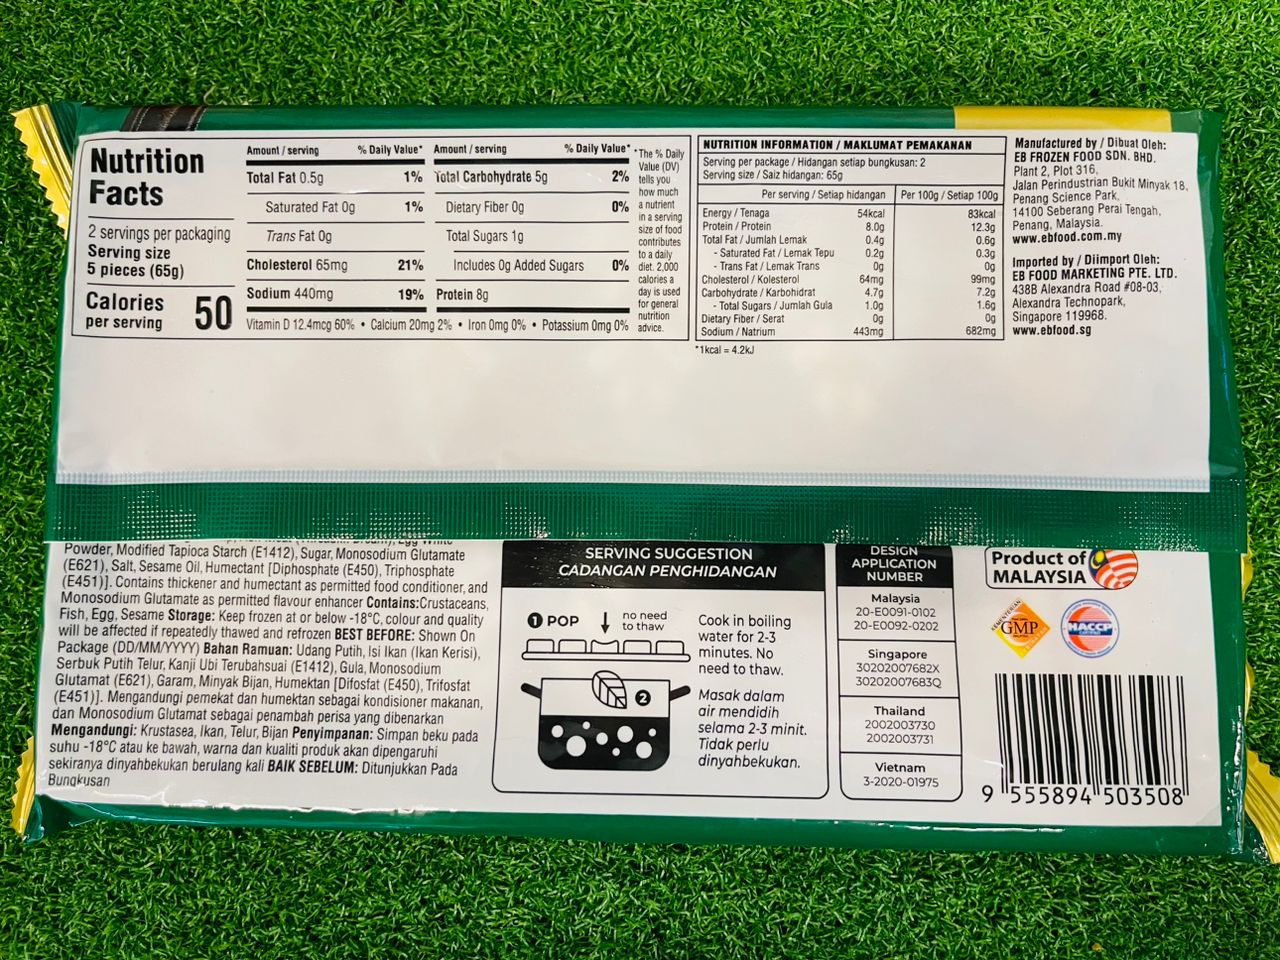 Nutrition
Facts
2 servings per packaging
Serving size
5 pieces (65g)
Calories
per serving 50
Amount / serving % Daily Value*
Total Fat 0.5g 1%
Saturated Fat 0g 1%
Trans Fat 0g
Cholesterol 65mg 21%
Sodium 440mg 19%
Amount / serving % Daily Value*
Total Carbohydrate 5g 2%
Dietary Fiber 0g 0%
Total Sugars 1g
Includes 0g Added Sugars 0%
Protein 8g
Vitamin D 12.4mcg 60% • Calcium 20mg 2% • Iron 0mg 0% • Potassium 0mg 0%
*The % Daily
Value (DV)
tells you
how much
a nutrient
in a serving
size of food
contributes
to a daily
diet. 2,000
calories a
day is used
for general
nutrition
advice.
NUTRITION INFORMATION / MAKLUMAT PEMAKANAN
Serving per package / Hidangan setiap bungkusan: 2
Serving size / Saiz hidangan: 65g
Per serving / Setiap hidangan Per 100g / Setiap 100g
Energy / Tenaga 54kcal 83kcal
Protein / Protein 8.0g 12.3g
Total Fat / Jumlah Lemak 0.4g 0.6g
- Saturated Fat / Lemak Tepu 0.2g 0.3g
- Trans Fat / Lemak Trans 0g 0g
Cholesterol / Kolesterol 64mg 99mg
Carbohydrate / Karbohidrat 4.7g 7.2g
- Total Sugars / Jumlah Gula 1.0g 1.6g
Dietary Fiber / Serat 0g 0g
Sodium / Natrium 443mg 682mg
*1kcal = 4.2kJ
Manufactured by / Dibuat Oleh:
EB FROZEN FOOD SDN. BHD.
Plant 2, Plot 316,
Jalan Perindustrian Bukit Minyak 18,
Penang Science Park,
14100 Seberang Perai Tengah,
Penang, Malaysia.
www.ebfood.com.my
Imported by / Diimport Oleh:
EB FOOD MARKETING PTE. LTD.
438B Alexandra Road #08-03,
Alexandra Technopark,
Singapore 119968.
www.ebfood.sg
Egg White
Powder, Modified Tapioca Starch (E1412), Sugar, Monosodium Glutamate
(E621), Salt, Sesame Oil, Humectant [Diphosphate (E450), Triphosphate
(E451)]. Contains thickener and humectant as permitted food conditioner, and
Monosodium Glutamate as permitted flavour enhancer Contains:Crustaceans,
Fish, Egg, Sesame Storage: Keep frozen at or below -18°C, colour and quality
will be affected if repeatedly thawed and refrozen BEST BEFORE: Shown On
Package (DD/MM/YYYY) Bahan Ramuan: Udang Putih, Isi Ikan (Ikan Kerisi),
Serbuk Putih Telur, Kanji Ubi Terubahsuai (E1412), Gula, Monosodium
Glutamat (E621), Garam, Minyak Bijan, Humektan [Difosfat (E450), Trifosfat
(E451)]. Mengandungi pemekat dan humektan sebagai kondisioner makanan,
dan Monosodium Glutamat sebagai penambah perisa yang dibenarkan
Mengandungi: Krustasea, Ikan, Telur, Bijan Penyimpanan: Simpan beku pada
suhu -18°C atau ke bawah, warna dan kualiti produk akan dipengaruhi
sekiranya dinyahbekukan berulang kali BAIK SEBELUM: Ditunjukkan Pada
Bungkusan
SERVING SUGGESTION
CADANGAN PENGHIDANGAN
1 POP
no need
to thaw
2
Cook in boiling
water for 2-3
minutes. No
need to thaw.
Masak dalam
air mendidih
selama 2-3 minit.
Tidak perlu
dinyahbekukan.
DESIGN
APPLICATION
NUMBER
Malaysia
20-E0091-0102
20-E0092-0202
Singapore
30202007682X
30202007683Q
Thailand
2002003730
2002003731
Vietnam
3-2020-01975
Product of
MALAYSIA
GMP
HACCP
9 555894 503508